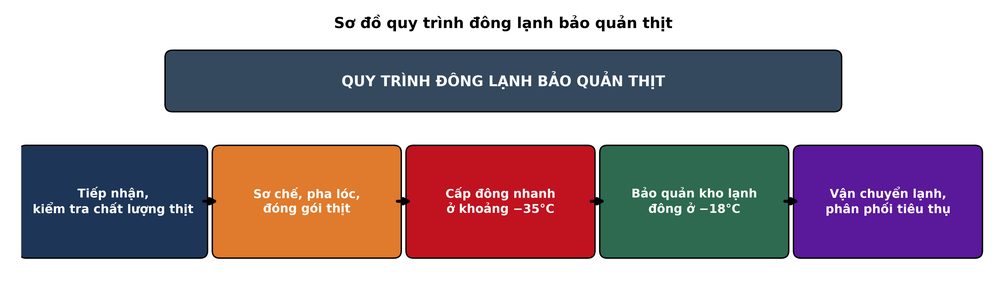 Sơ đồ quy trình đông lạnh bảo quản thịt
QUY TRÌNH ĐÔNG LẠNH BẢO QUẢN THỊT
Tiếp nhận,
kiểm tra chất lượng thịt
Sơ chế, pha lóc,
đóng gói thịt
Cấp đông nhanh
ở khoảng −35°C
Bảo quản kho lạnh
đông ở −18°C
Vận chuyển lạnh,
phân phối tiêu thụ